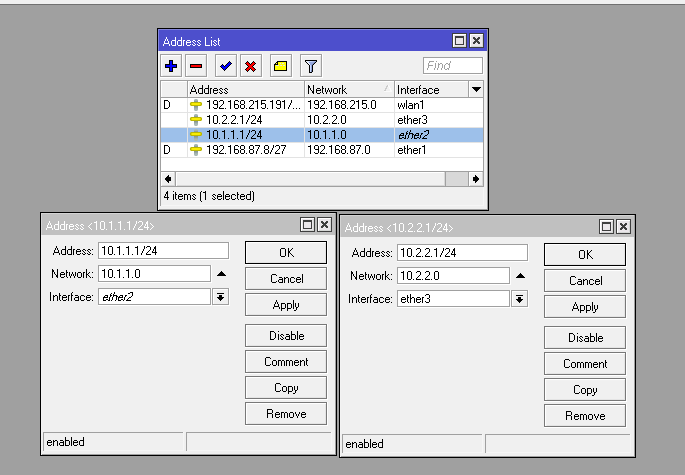 Address List
Find
Address Network Interface
D 192.168.215.191/... 192.168.215.0 wlan1
10.2.2.1/24 10.2.2.0 ether3
10.1.1.1/24 10.1.1.0 ether2
D 192.168.87.8/27 192.168.87.0 ether1
4 items (1 selected)
Address <10.1.1.1/24>
Address: 10.1.1.1/24 OK
Network: 10.1.1.0 Cancel
Interface: ether2 Apply
Disable
Comment
Copy
Remove
enabled
Address <10.2.2.1/24>
Address: 10.2.2.1/24 OK
Network: 10.2.2.0 Cancel
Interface: ether3 Apply
Disable
Comment
Copy
Remove
enabled